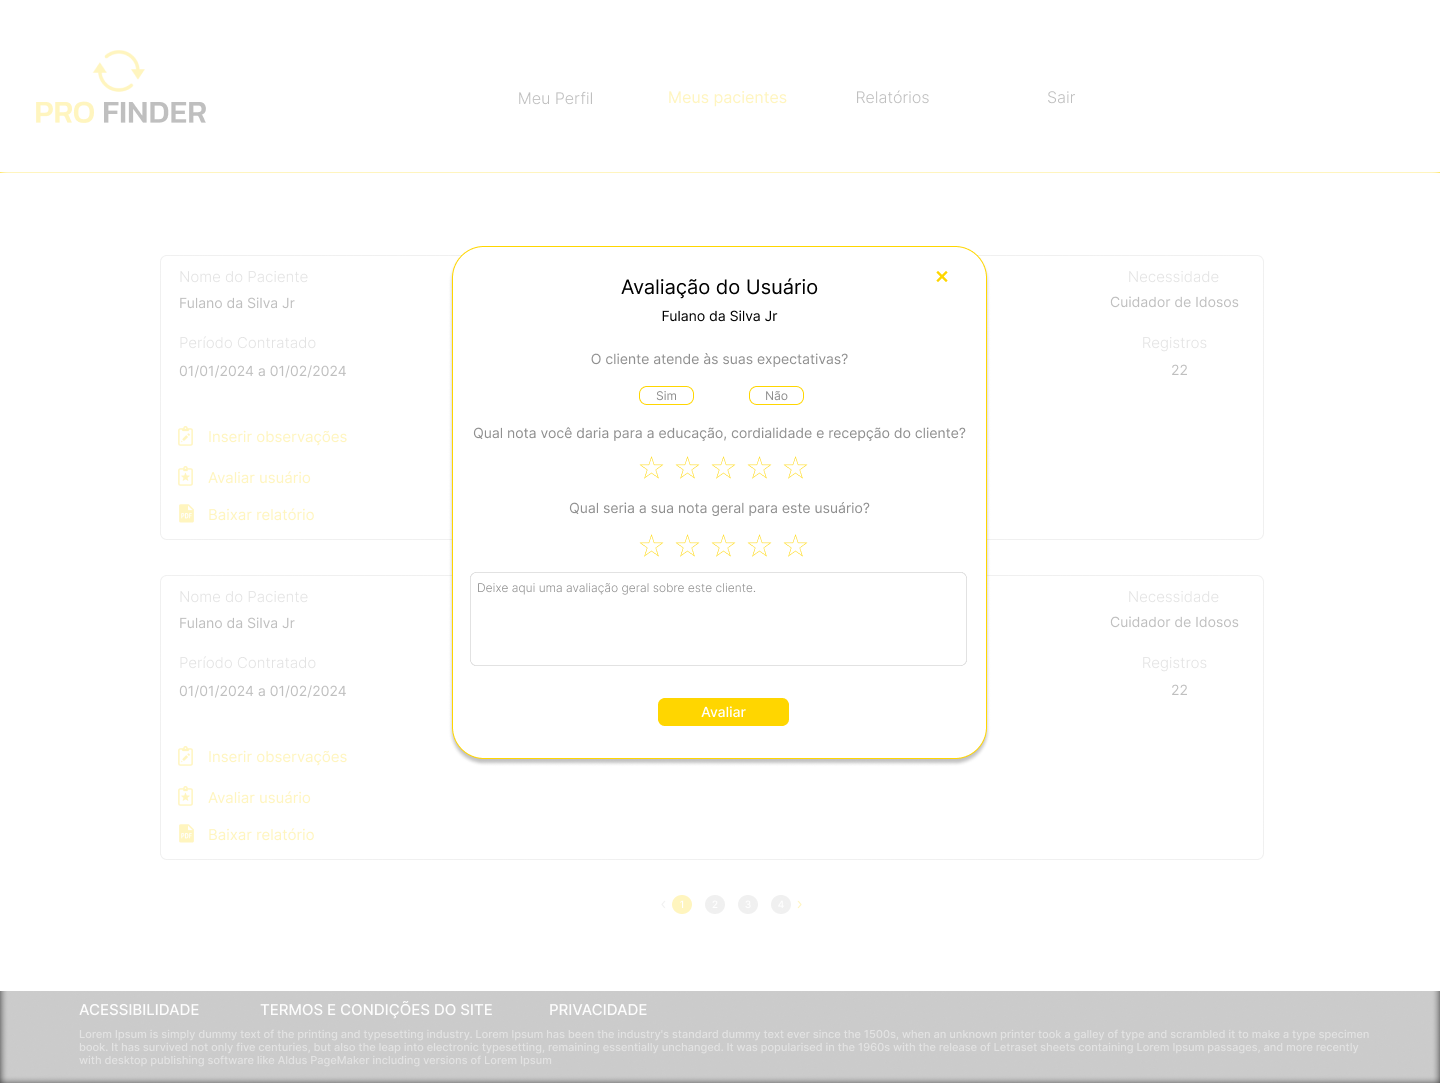 PRO FINDER
Meu Perfil
Meus pacientes
Relatórios
Sair
Nome do Paciente
Fulano da Silva Jr
Período Contratado
01/01/2024 a 01/02/2024
Inserir observações
Avaliar usuário
Baixar relatório
Avaliação do Usuário
Fulano da Silva Jr
O cliente atende às suas expectativas?
Sim
Não
Qual nota você daria para a educação, cordialidade e recepção do cliente?
Qual seria a sua nota geral para este usuário?
Deixe aqui uma avaliação geral sobre este cliente.
Avaliar
Necessidade
Cuidador de Idosos
Registros
22
Nome do Paciente
Fulano da Silva Jr
Período Contratado
01/01/2024 a 01/02/2024
Inserir observações
Avaliar usuário
Baixar relatório
Necessidade
Cuidador de Idosos
Registros
22
1 2 3 4
ACESSIBILIDADE
TERMOS E CONDIÇÕES DO SITE
PRIVACIDADE
Lorem Ipsum is simply dummy text of the printing and typesetting industry. Lorem Ipsum has been the industry's standard dummy text ever since the 1500s, when an unknown printer took a galley of type and scrambled it to make a type specimen
book. It has survived not only five centuries, but also the leap into electronic typesetting, remaining essentially unchanged. It was popularised in the 1960s with the release of Letraset sheets containing Lorem Ipsum passages, and more recently
with desktop publishing software like Aldus PageMaker including versions of Lorem Ipsum